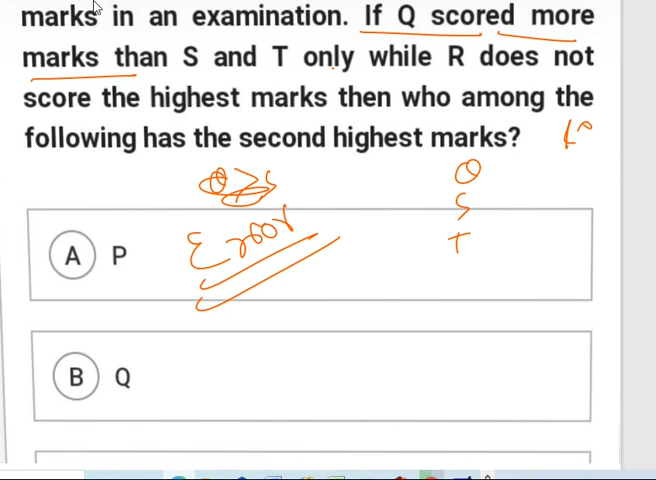 marks in an examination. If Q scored more
marks than S and T only while R does not
score the highest marks then who among the
following has the second highest marks?
Q
S
Error
T
A P
B Q